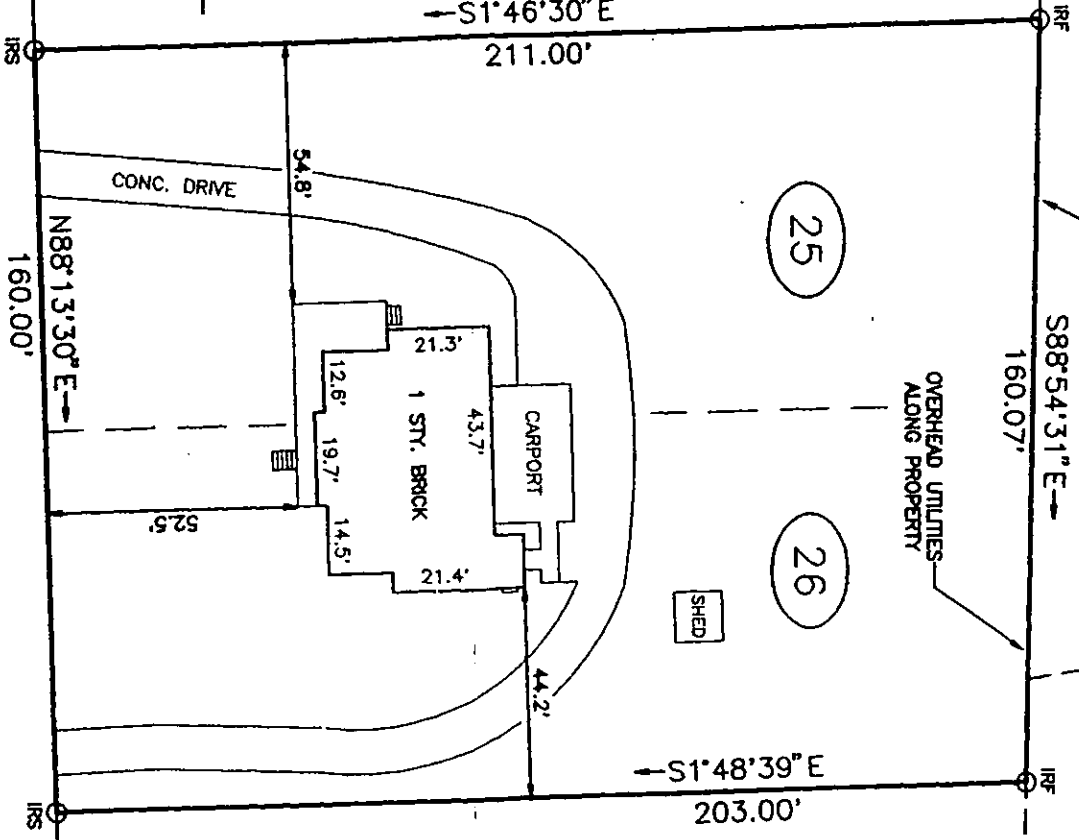 IRS
←S1°46'30"E
211.00'
IRF
54.8'
CONC. DRIVE
25
N88°13'30"E→
160.00'
S88°54'31"E→
160.07'
21.3'
12.6'
43.7'
1 STY. BRICK
CARPORT
19.7'
14.5'
21.4'
52.5'
OVERHEAD UTILITIES
ALONG PROPERTY
26
SHED
44.2'
←S1°48'39"E
203.00'
IRS
IRF